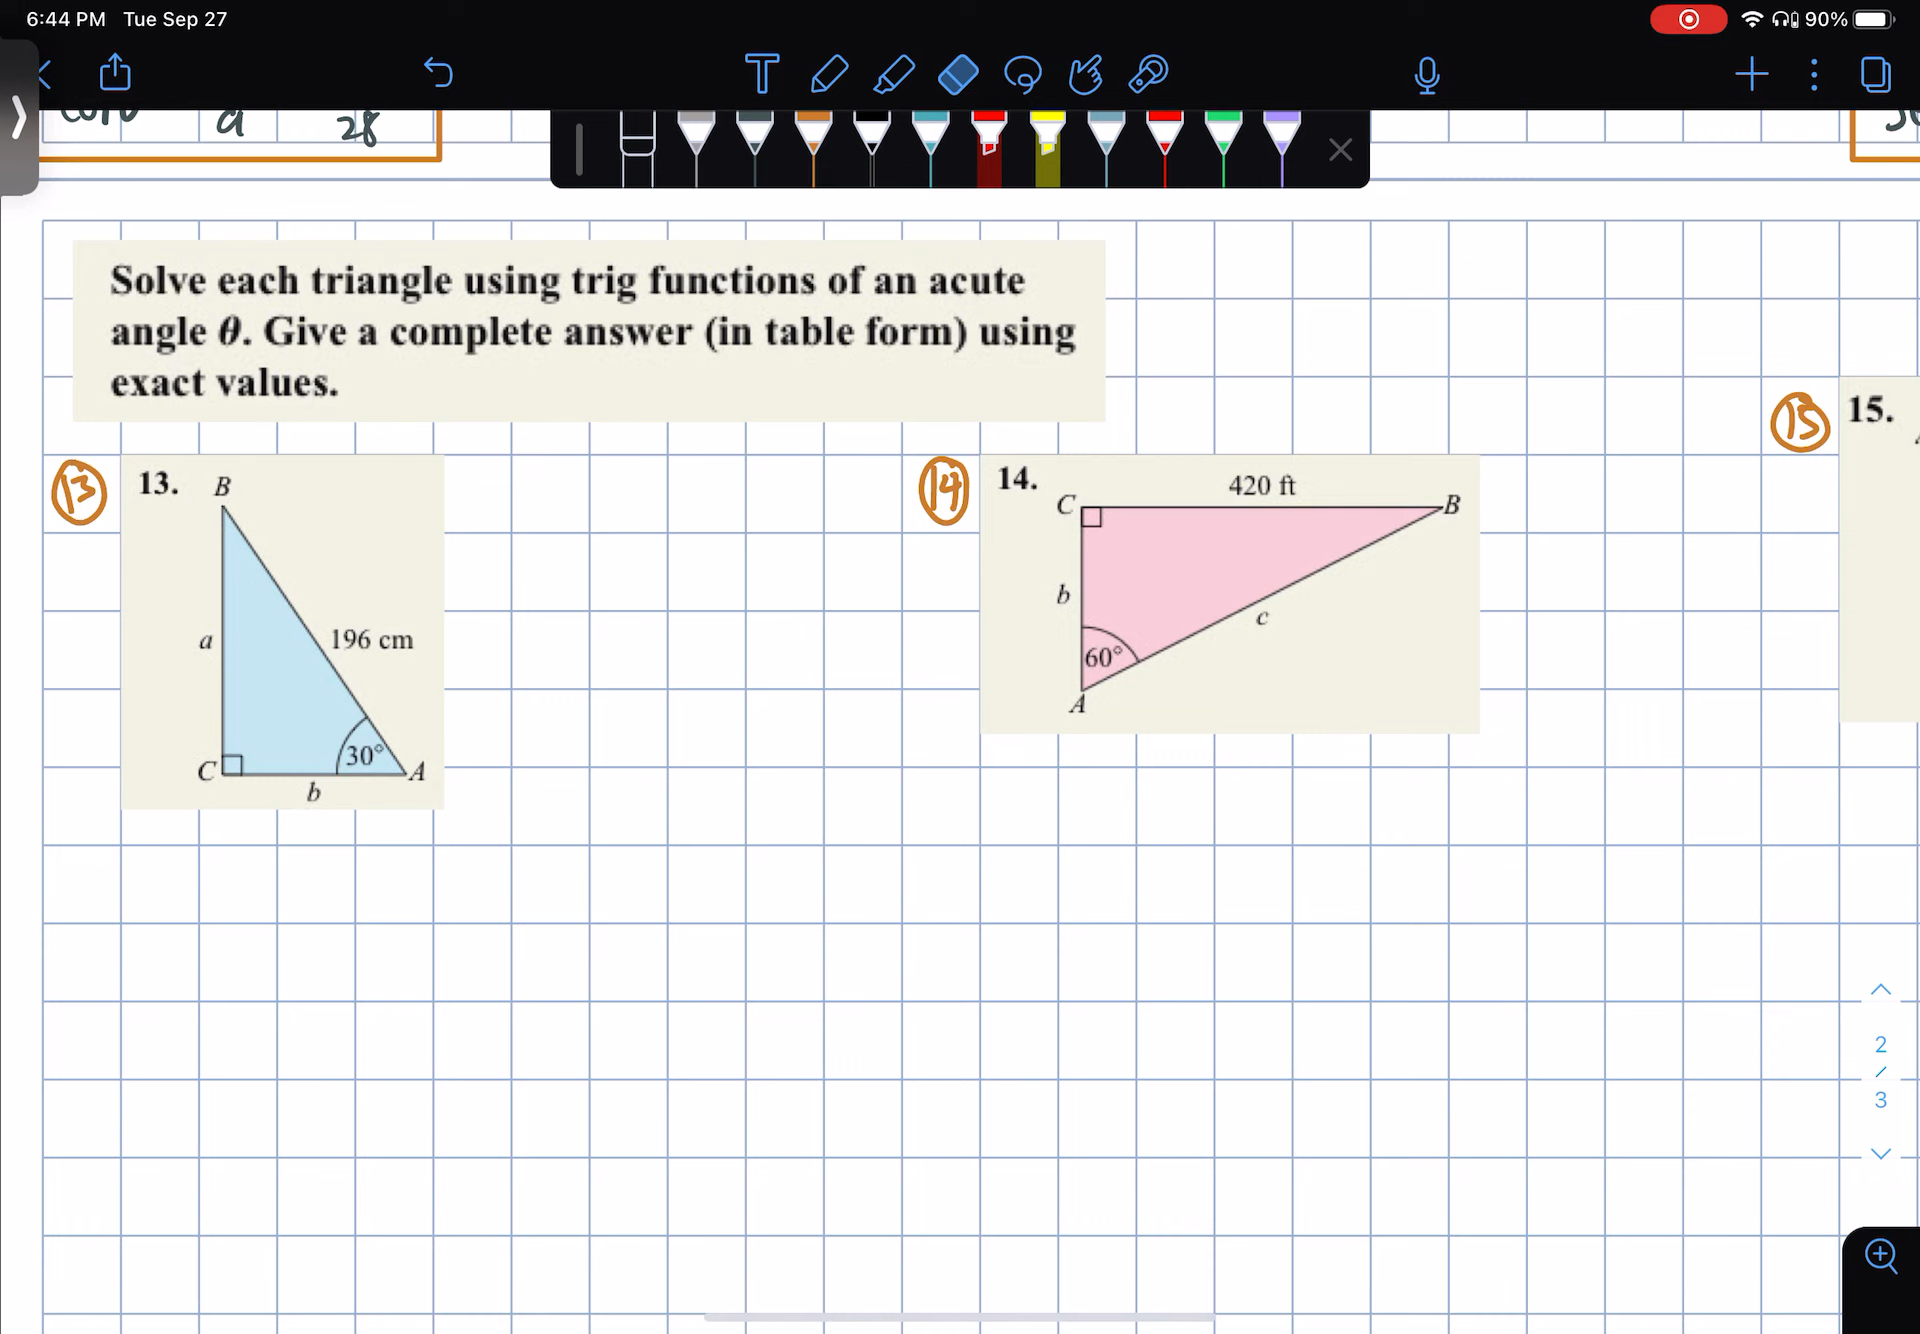 6:44 PM Tue Sep 27
90%
a 28
Solve each triangle using trig functions of an acute
angle θ. Give a complete answer (in table form) using
exact values.
15 15.
13 13. B
a 196 cm
C 30° A
b
14 14. 420 ft
C B
b c
60°
A
2
/
3